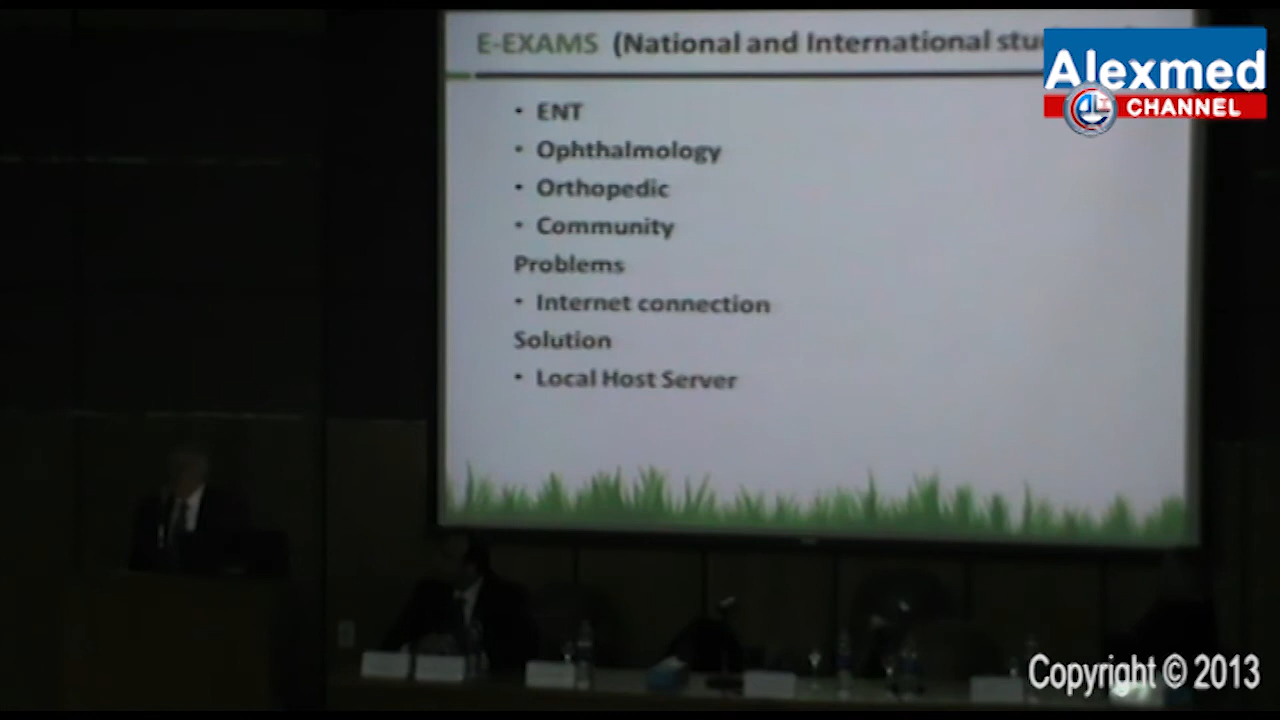 E-EXAMS (National and International
• ENT
• Ophthalmology
• Orthopedic
• Community
Problems
• Internet connection
Solution
• Local Host Server
Alexmed
CHANNEL
Copyright © 2013